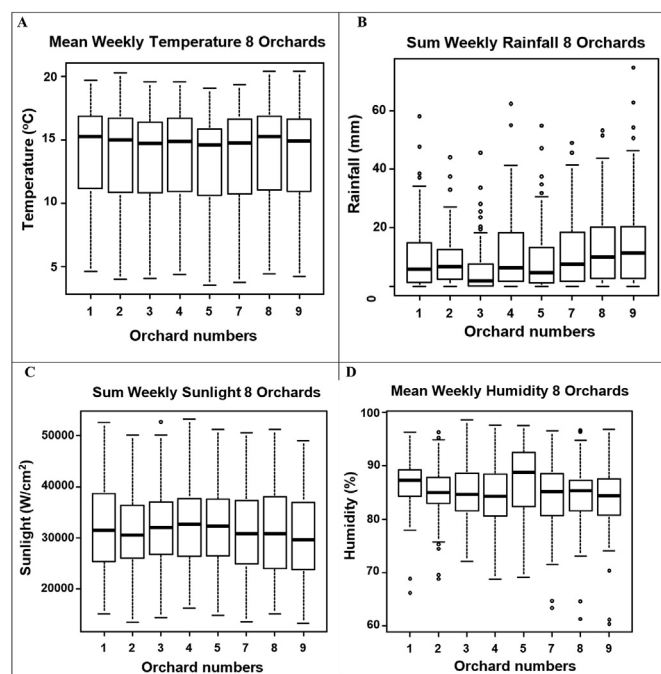 A
Mean Weekly Temperature 8 Orchards
Temperature (ºC)
20
15
10
5
1 2 3 4 5 7 8 9
Orchard numbers
B
Sum Weekly Rainfall 8 Orchards
Rainfall (mm)
60
40
20
0
1 2 3 4 5 7 8 9
Orchard numbers
C
Sum Weekly Sunlight 8 Orchards
Sunlight (W/cm²)
50000
40000
30000
20000
1 2 3 4 5 7 8 9
Orchard numbers
D
Mean Weekly Humidity 8 Orchards
Humidity (%)
100
90
80
70
60
1 2 3 4 5 7 8 9
Orchard numbers